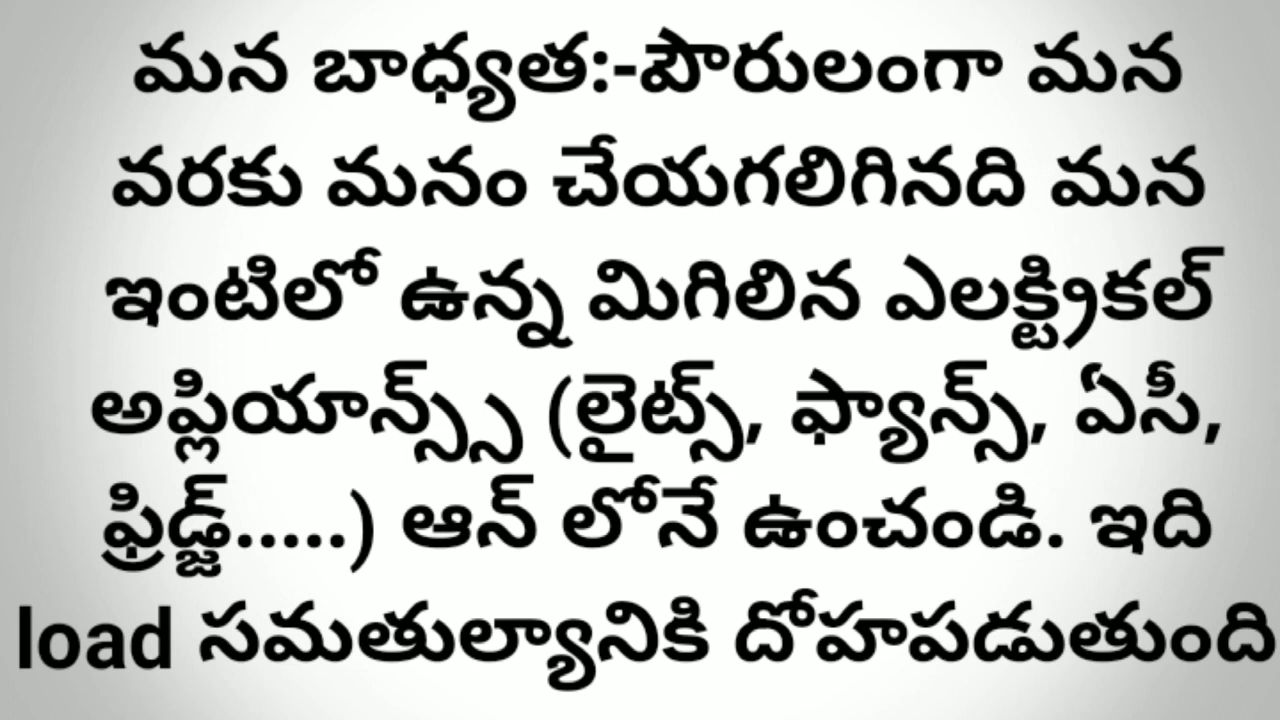 మన బాధ్యత:-పౌరులంగా మన
వరకు మనం చేయగలిగినది మన
ఇంటిలో ఉన్న మిగిలిన ఎలక్ట్రికల్
అప్లియాన్స్స్స (లైట్స్, ఫ్యాన్స్, ఏసీ,
ఫ్రిడ్జ్.....) ఆన్ లోనే ఉంచండి. ఇది
load సమతుల్యానికి దోహపడుతుంది